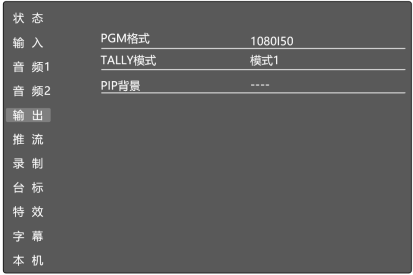 状 态
输 入
音 频1
音 频2
输 出
推 流
录 制
台 标
特 效
字 幕
本 机
PGM格式 1080I50
TALLY模式 模式1
PIP背景 ----